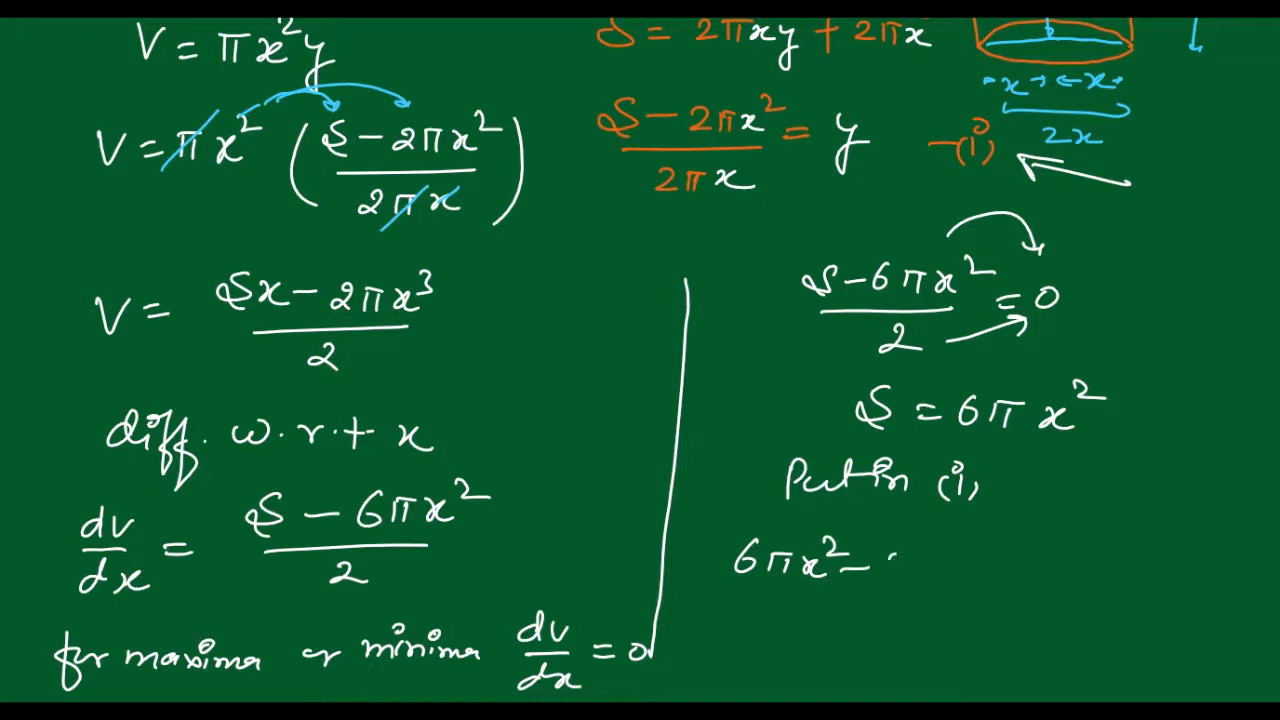 V = πx²y
V = πx² ( S − 2πx² / 2πx )
V = Sx − 2πx³ / 2
diff. w.r.t x
dv/dx = S − 6πx² / 2
for maxima or minima dv/dx = 0
S = 2πxy + 2πx
S − 2πx² / 2πx = y —(i)
x x
2x
S − 6πx² / 2 = 0
S = 6πx²
Put in (i)
6πx² −